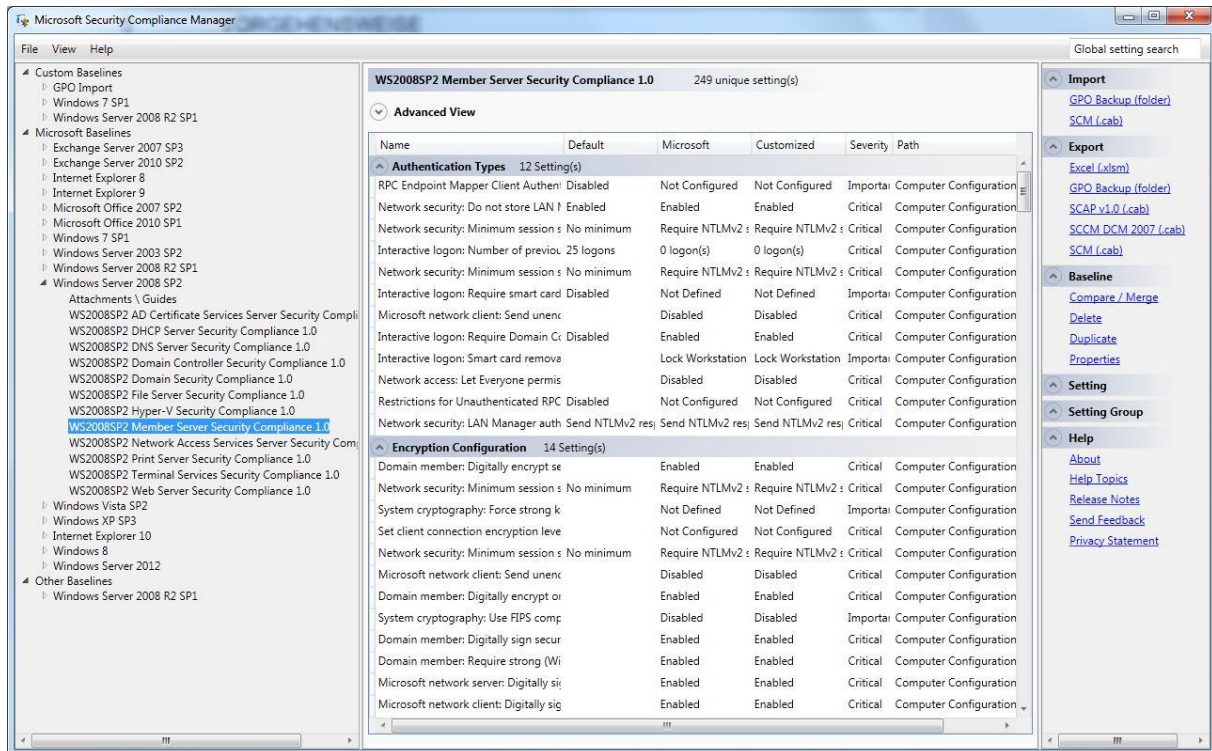 Microsoft Security Compliance Manager
VORGEHENSWEISE
File View Help
Global setting search
Custom Baselines
GPO Import
Windows 7 SP1
Windows Server 2008 R2 SP1
Microsoft Baselines
Exchange Server 2007 SP3
Exchange Server 2010 SP2
Internet Explorer 8
Internet Explorer 9
Microsoft Office 2007 SP2
Microsoft Office 2010 SP1
Windows 7 SP1
Windows Server 2003 SP2
Windows Server 2008 R2 SP1
Windows Server 2008 SP2
Attachments \ Guides
WS2008SP2 AD Certificate Services Server Security Compli
WS2008SP2 DHCP Server Security Compliance 1.0
WS2008SP2 DNS Server Security Compliance 1.0
WS2008SP2 Domain Controller Security Compliance 1.0
WS2008SP2 Domain Security Compliance 1.0
WS2008SP2 File Server Security Compliance 1.0
WS2008SP2 Hyper-V Security Compliance 1.0
WS2008SP2 Member Server Security Compliance 1.0
WS2008SP2 Network Access Services Server Security Com
WS2008SP2 Print Server Security Compliance 1.0
WS2008SP2 Terminal Services Security Compliance 1.0
WS2008SP2 Web Server Security Compliance 1.0
Windows Vista SP2
Windows XP SP3
Internet Explorer 10
Windows 8
Windows Server 2012
Other Baselines
Windows Server 2008 R2 SP1
WS2008SP2 Member Server Security Compliance 1.0 249 unique setting(s)
Advanced View
Name Default Microsoft Customized Severity Path
Authentication Types 12 Setting(s)
RPC Endpoint Mapper Client Authent Disabled Not Configured Not Configured Importa Computer Configuration
Network security: Do not store LAN M Enabled Enabled Enabled Critical Computer Configuration
Network security: Minimum session s No minimum Require NTLMv2 s Require NTLMv2 s Critical Computer Configuration
Interactive logon: Number of previou 25 logons 0 logon(s) 0 logon(s) Critical Computer Configuration
Network security: Minimum session s No minimum Require NTLMv2 s Require NTLMv2 s Critical Computer Configuration
Interactive logon: Require smart card Disabled Not Defined Not Defined Importa Computer Configuration
Microsoft network client: Send unenc Disabled Disabled Critical Computer Configuration
Interactive logon: Require Domain Co Disabled Enabled Enabled Critical Computer Configuration
Interactive logon: Smart card remova Lock Workstation Lock Workstation Importa Computer Configuration
Network access: Let Everyone permis Disabled Disabled Critical Computer Configuration
Restrictions for Unauthenticated RPC Disabled Not Configured Not Configured Critical Computer Configuration
Network security: LAN Manager auth Send NTLMv2 res Send NTLMv2 res Send NTLMv2 res Critical Computer Configuration
Encryption Configuration 14 Setting(s)
Domain member: Digitally encrypt se Enabled Enabled Critical Computer Configuration
Network security: Minimum session s No minimum Require NTLMv2 s Require NTLMv2 s Critical Computer Configuration
System cryptography: Force strong k Not Defined Not Defined Importa Computer Configuration
Set client connection encryption leve Not Configured Not Configured Critical Computer Configuration
Network security: Minimum session s No minimum Require NTLMv2 s Require NTLMv2 s Critical Computer Configuration
Microsoft network client: Send unenc Disabled Disabled Critical Computer Configuration
Domain member: Digitally encrypt or Enabled Enabled Critical Computer Configuration
System cryptography: Use FIPS comp Disabled Disabled Importa Computer Configuration
Domain member: Digitally sign secur Enabled Enabled Critical Computer Configuration
Domain member: Require strong (Wi Enabled Enabled Critical Computer Configuration
Microsoft network server: Digitally sig Enabled Enabled Critical Computer Configuration
Microsoft network client: Digitally sig Enabled Enabled Critical Computer Configuration
Import
GPO Backup (folder)
SCM (.cab)
Export
Excel (.xlsm)
GPO Backup (folder)
SCAP v1.0 (.cab)
SCCM DCM 2007 (.cab)
SCM (.cab)
Baseline
Compare / Merge
Delete
Duplicate
Properties
Setting
Setting Group
Help
About
Help Topics
Release Notes
Send Feedback
Privacy Statement